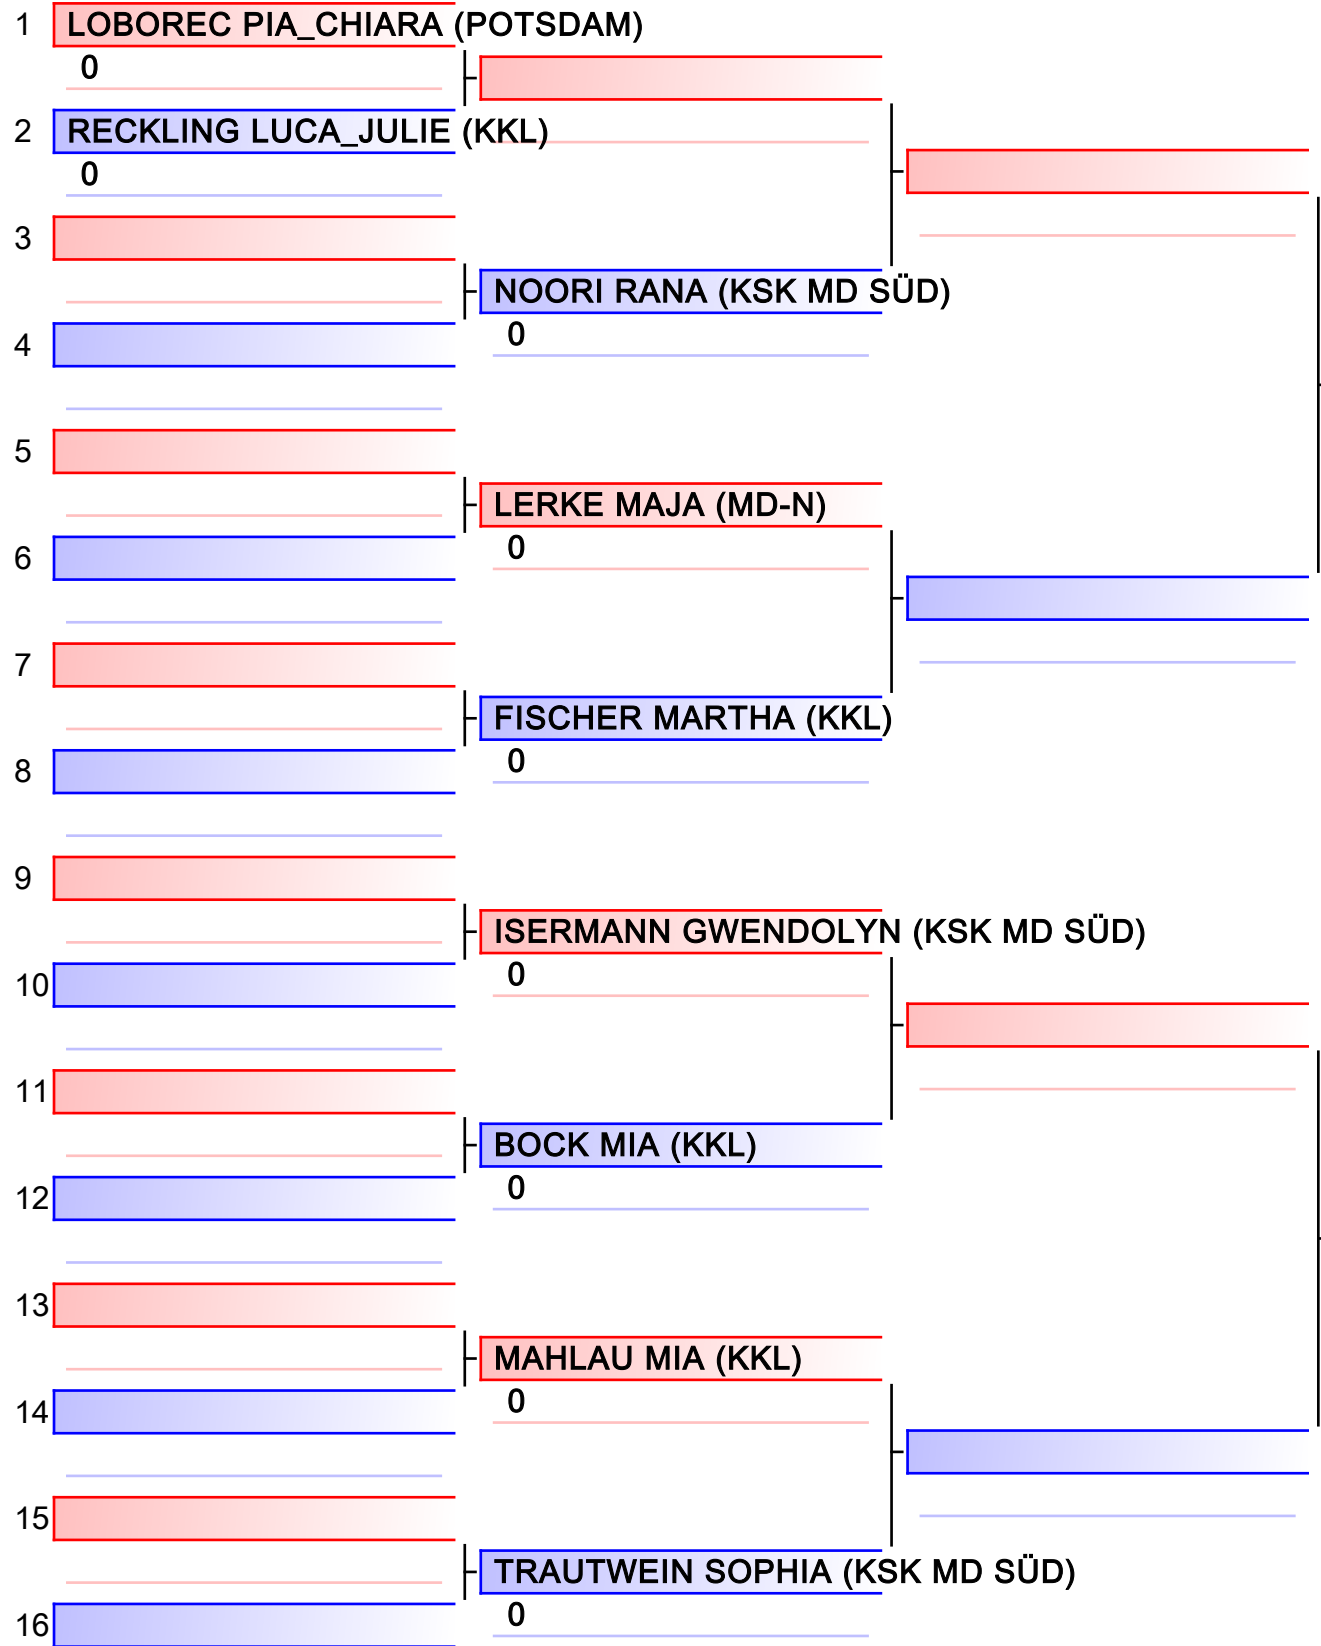 1 LOBOREC PIA_CHIARA (POTSDAM)
0
2 RECKLING LUCA_JULIE (KKL)
0
3
NOORI RANA (KSK MD SÜD)
0
4
5
LERKE MAJA (MD-N)
0
6
7
FISCHER MARTHA (KKL)
0
8
9
ISERMANN GWENDOLYN (KSK MD SÜD)
0
10
11
BOCK MIA (KKL)
0
12
13
MAHLAU MIA (KKL)
0
14
15
TRAUTWEIN SOPHIA (KSK MD SÜD)
0
16